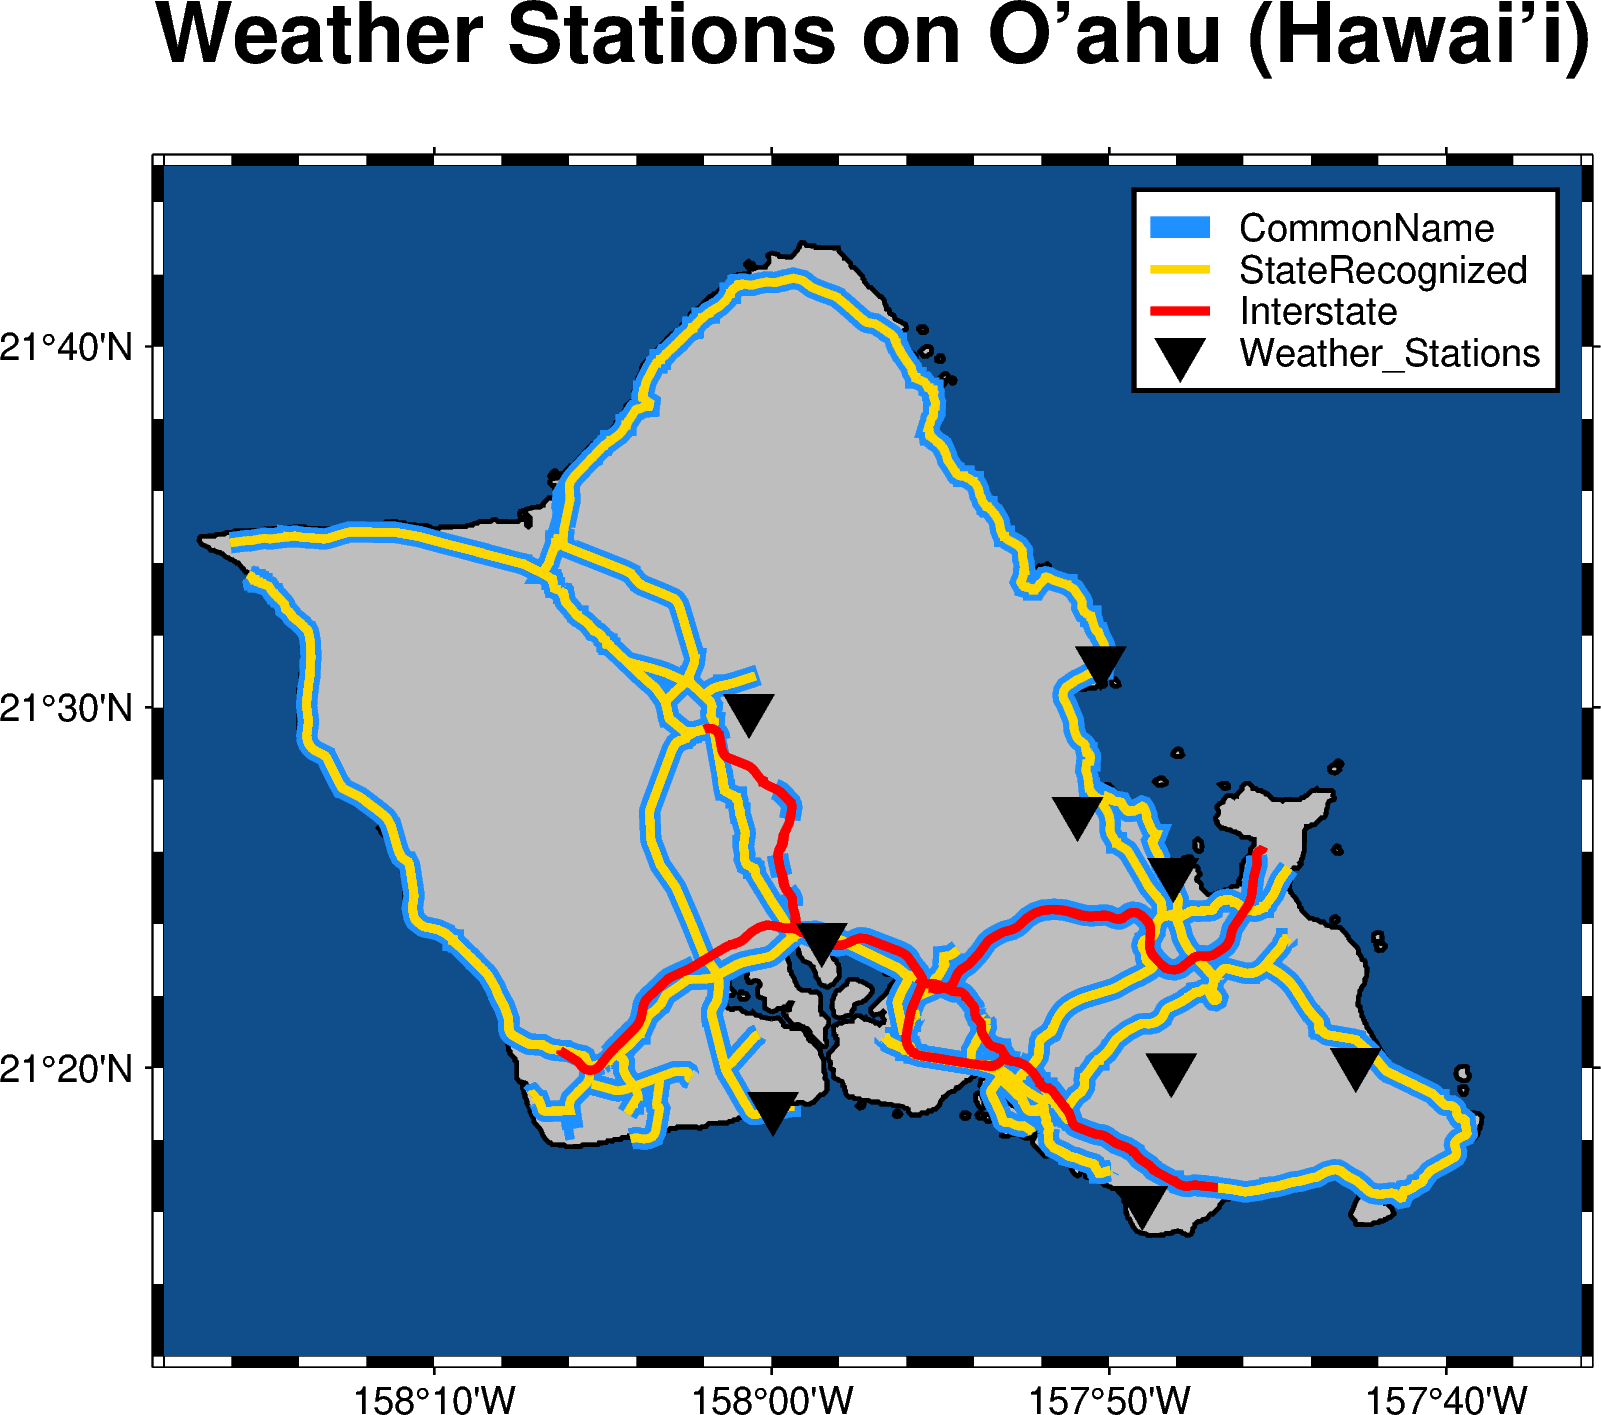 Weather Stations on O’ahu (Hawai’i)
CommonName
StateRecognized
Interstate
Weather_Stations
21°40'N
21°30'N
21°20'N
158°10'W
158°00'W
157°50'W
157°40'W